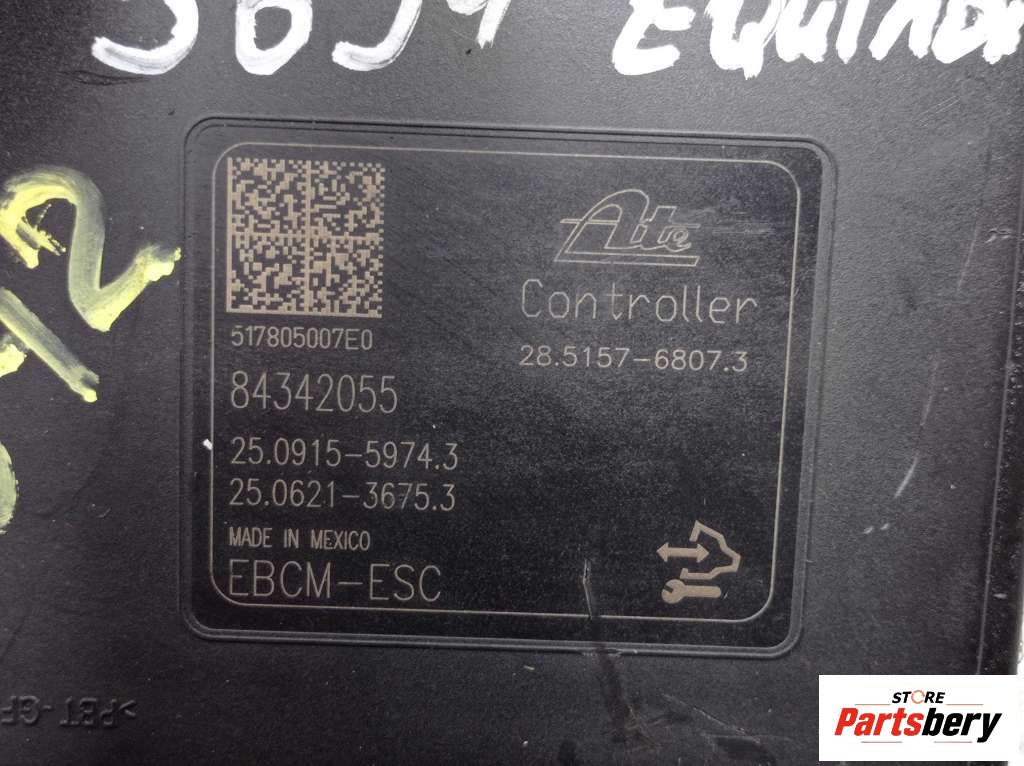 Ate
Controller
28.5157-6807.3
517805007E0
84342055
25.0915-5974.3
25.0621-3675.3
MADE IN MEXICO
EBCM-ESC
STORE
Partsbery